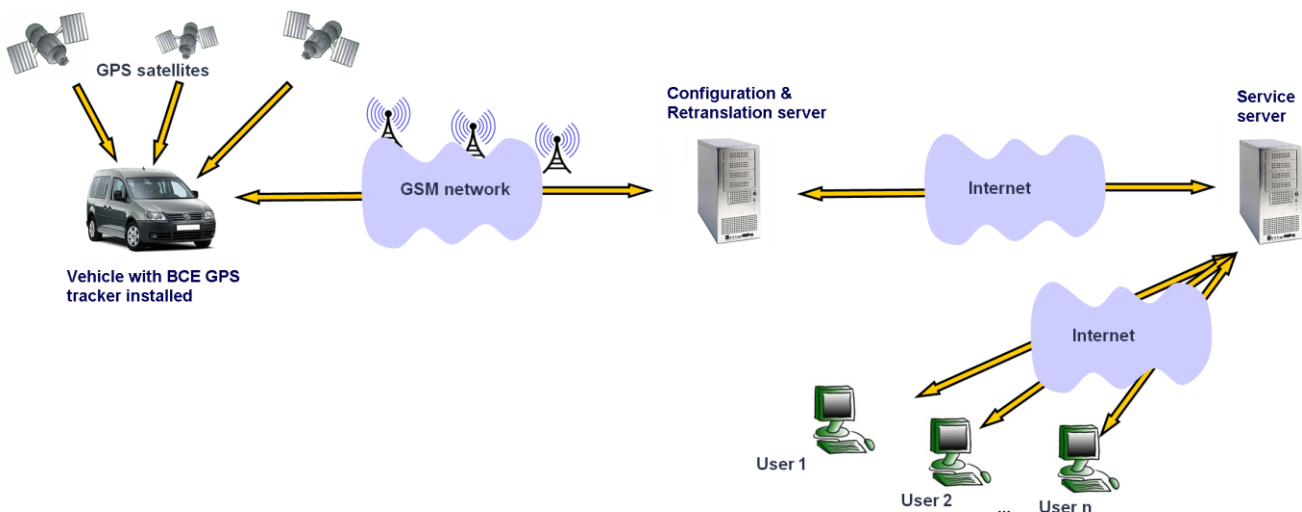 GPS satellites
Configuration &
Retranslation server
Service
server
GSM network
Internet
Vehicle with BCE GPS
tracker installed
Internet
User 1
User 2
...
User n